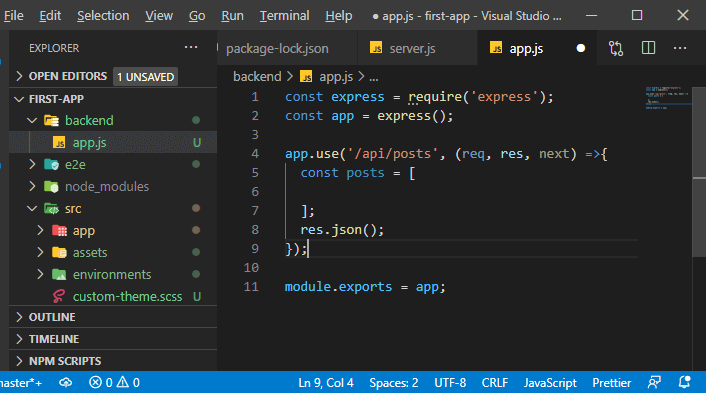 File Edit Selection View Go Run Terminal Help ● app.js - first-app - Visual Studio ...
EXPLORER ...
OPEN EDITORS 1 UNSAVED
FIRST-APP
backend
JS app.js U
e2e
node_modules
src
app
assets
environments
custom-theme.scss U
OUTLINE
TIMELINE
NPM SCRIPTS
package-lock.json JS server.js JS app.js ● ...
backend > JS app.js > ...
1 const express = require('express');
2 const app = express();
3
4 app.use('/api/posts', (req, res, next) =>{
5 const posts = [
6
7 ];
8 res.json();
9 });
10
11 module.exports = app;
naster*+ 0 0 Ln 9, Col 4 Spaces: 2 UTF-8 CRLF JavaScript Prettier